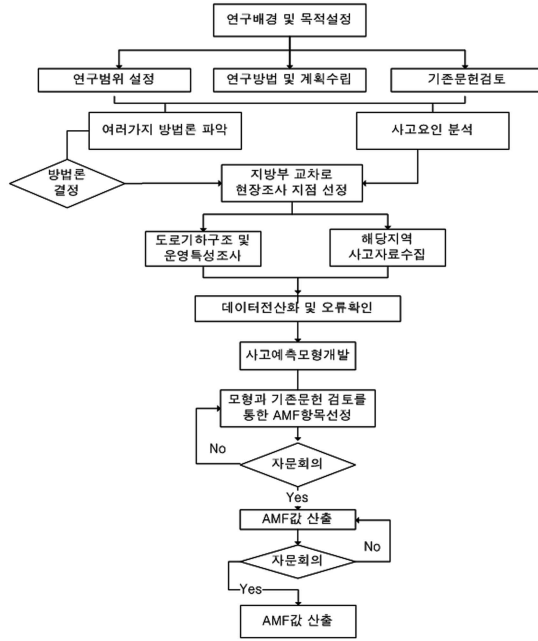 연구배경 및 목적설정
연구범위 설정
연구방법 및 계획수립
기존문헌검토
여러가지 방법론 파악
사고요인 분석
방법론
결정
지방부 교차로
현장조사 지점 선정
도로기하구조 및
운영특성조사
해당지역
사고자료수집
데이터전산화 및 오류확인
사고예측모형개발
모형과 기존문헌 검토를
통한 AMF항목선정
No
자문회의
Yes
AMF값 산출
No
자문회의
Yes
AMF값 산출